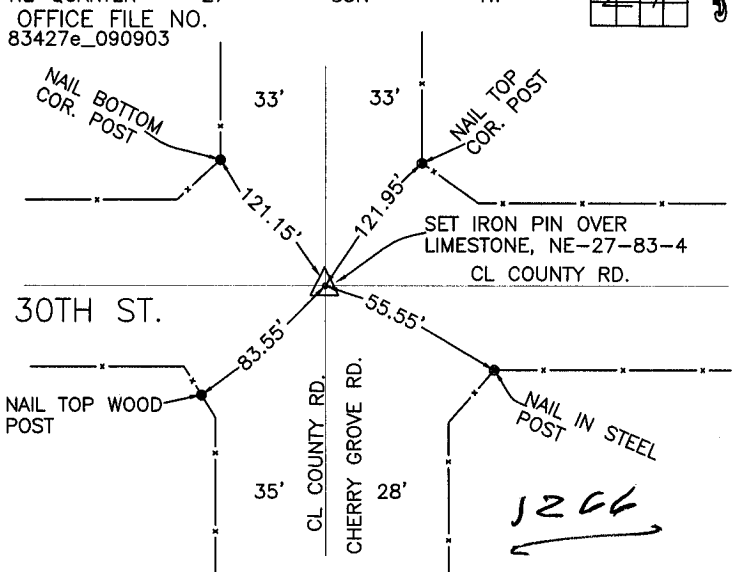 OFFICE FILE NO.
83427e_090903
NAIL BOTTOM
COR. POST
33'
33'
NAIL TOP
COR. POST
121.15'
121.95'
SET IRON PIN OVER
LIMESTONE, NE-27-83-4
CL COUNTY RD.
30TH ST.
83.55'
55.55'
NAIL TOP WOOD
POST
NAIL IN STEEL
POST
CL COUNTY RD.
CHERRY GROVE RD.
35'
28'